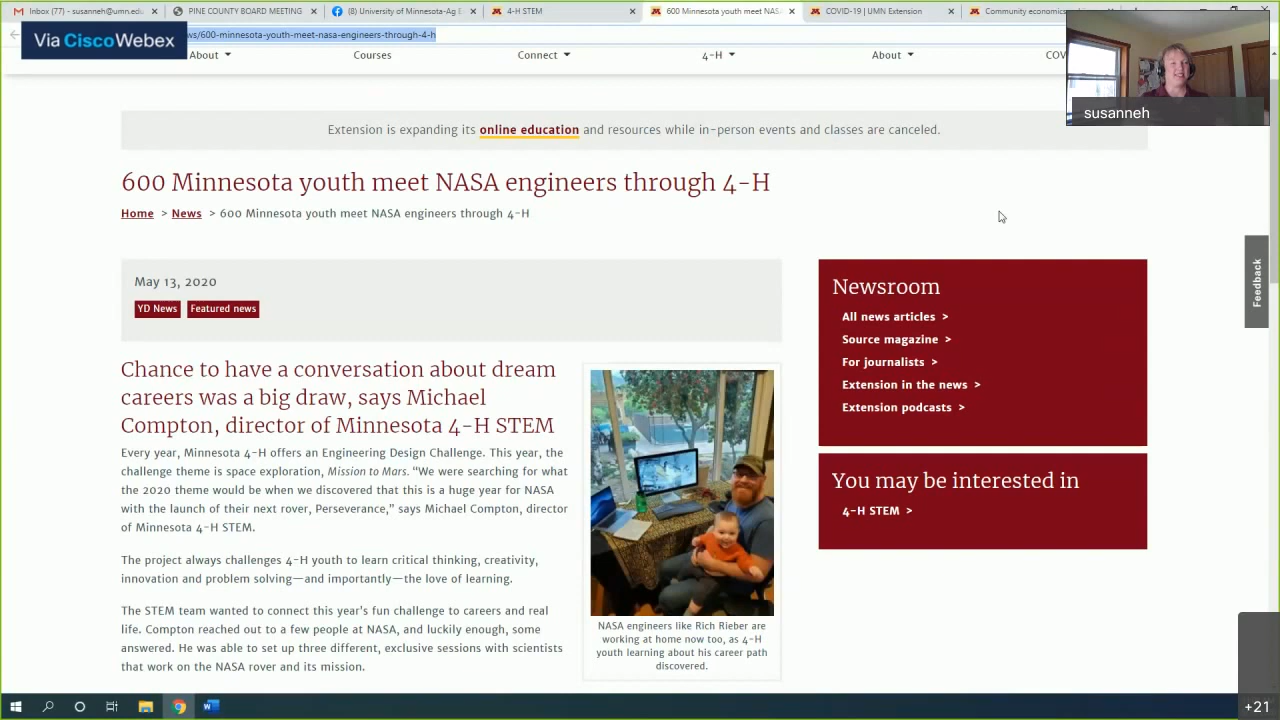 Inbox (77) - susanneh@umn.edu
PINE COUNTY BOARD MEETING
(8) University of Minnesota-Ag E
4-H STEM
600 Minnesota youth meet NASA
COVID-19 | UMN Extension
Community economics
Via CiscoWebex
ws/600-minnesota-youth-meet-nasa-engineers-through-4-h
About
Courses
Connect
4-H
About
COV
susanneh
Extension is expanding its online education and resources while in-person events and classes are canceled.
600 Minnesota youth meet NASA engineers through 4-H
Home > News > 600 Minnesota youth meet NASA engineers through 4-H
May 13, 2020
YD News Featured news
Chance to have a conversation about dream
careers was a big draw, says Michael
Compton, director of Minnesota 4-H STEM
Every year, Minnesota 4-H offers an Engineering Design Challenge. This year, the
challenge theme is space exploration, Mission to Mars. “We were searching for what
the 2020 theme would be when we discovered that this is a huge year for NASA
with the launch of their next rover, Perseverance,” says Michael Compton, director
of Minnesota 4-H STEM.
The project always challenges 4-H youth to learn critical thinking, creativity,
innovation and problem solving—and importantly—the love of learning.
The STEM team wanted to connect this year's fun challenge to careers and real
life. Compton reached out to a few people at NASA, and luckily enough, some
answered. He was able to set up three different, exclusive sessions with scientists
that work on the NASA rover and its mission.
NASA engineers like Rich Rieber are
working at home now too, as 4-H
youth learning about his career path
discovered.
Newsroom
All news articles >
Source magazine >
For journalists >
Extension in the news >
Extension podcasts >
You may be interested in
4-H STEM >
Feedback
+21